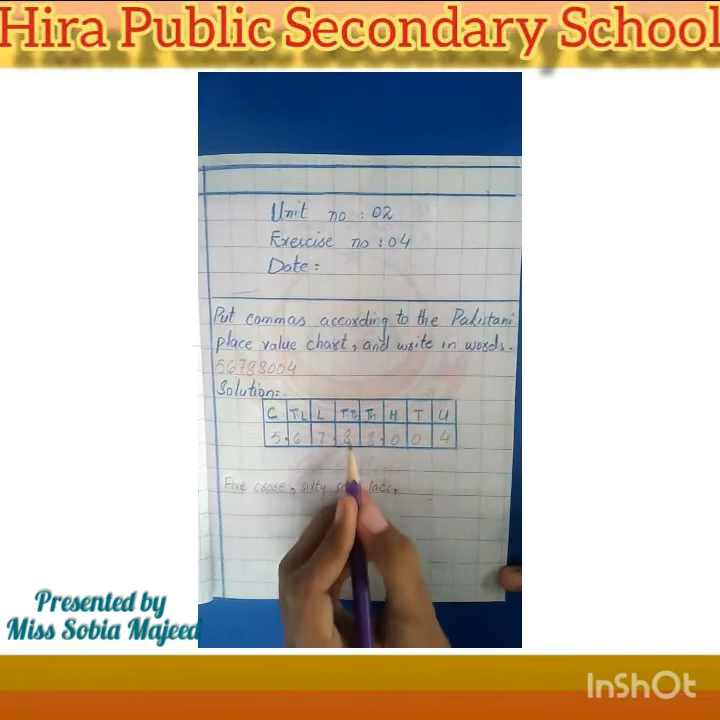 Hira Public Secondary School
Unit no : 02
Exercise no : 04
Date :
Put commas according to the Pakistani
place value chart, and write in words.
56788004
Solution:-
C TL L T.Th Th H T U
5, 6 7, 8 8, 0 0 4
Five crore, sixty lacs,
Presented by
Miss Sobia Majeed
InShOt